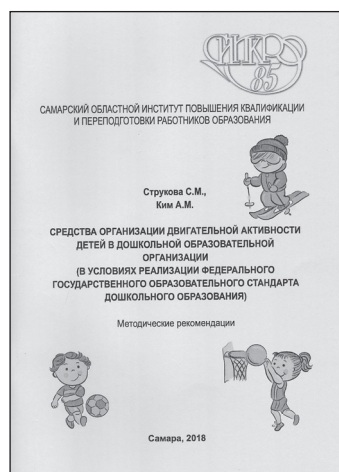 СИПКРО
85
САМАРСКИЙ ОБЛАСТНОЙ ИНСТИТУТ ПОВЫШЕНИЯ КВАЛИФИКАЦИИ
И ПЕРЕПОДГОТОВКИ РАБОТНИКОВ ОБРАЗОВАНИЯ
Струкова С.М.,
Ким А.М.
СРЕДСТВА ОРГАНИЗАЦИИ ДВИГАТЕЛЬНОЙ АКТИВНОСТИ
ДЕТЕЙ В ДОШКОЛЬНОЙ ОБРАЗОВАТЕЛЬНОЙ
ОРГАНИЗАЦИИ
(В УСЛОВИЯХ РЕАЛИЗАЦИИ ФЕДЕРАЛЬНОГО
ГОСУДАРСТВЕННОГО ОБРАЗОВАТЕЛЬНОГО СТАНДАРТА
ДОШКОЛЬНОГО ОБРАЗОВАНИЯ)
Методические рекомендации
Самара, 2018